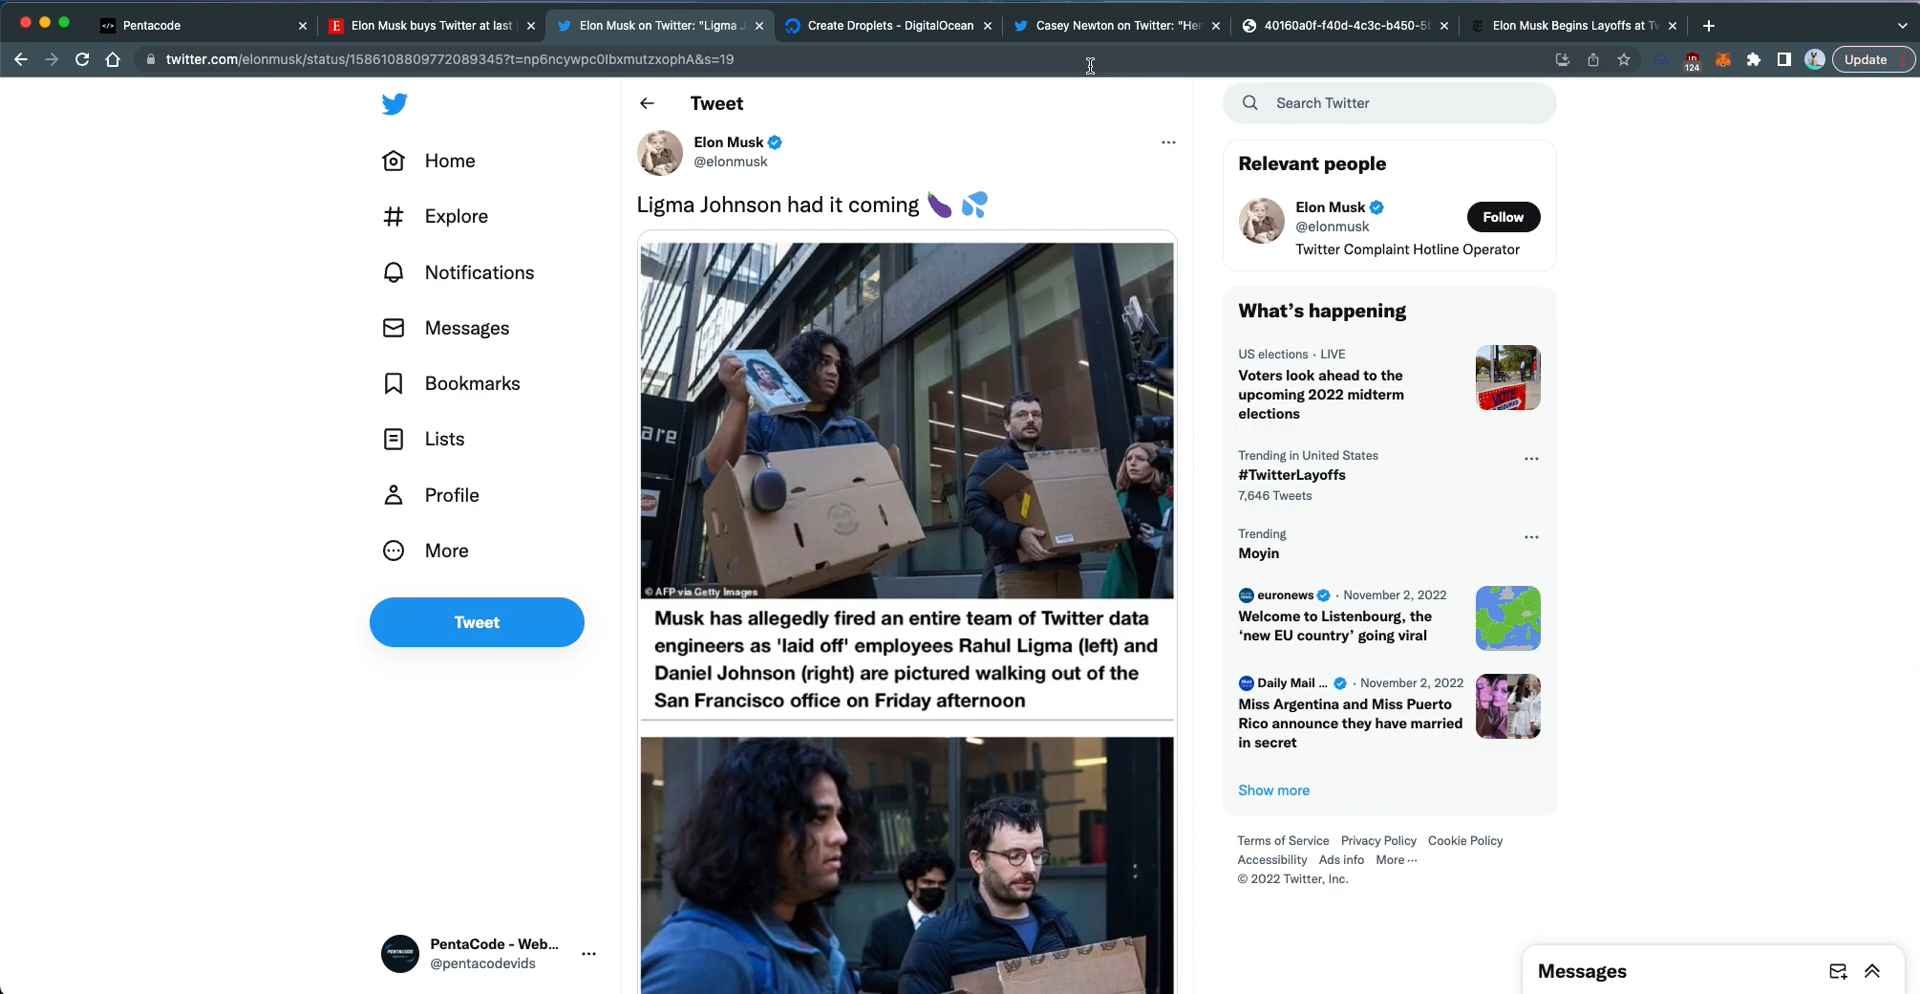 Pentacode
Elon Musk buys Twitter at last
Elon Musk on Twitter: "Ligma J
Create Droplets - DigitalOcean
Casey Newton on Twitter: "Her
40160a0f-f40d-4c3c-b450-5
Elon Musk Begins Layoffs at Tw
twitter.com/elonmusk/status/1586108809772089345?t=np6ncywpc0lbxmutzxophA&s=19
124
Update
Home
Explore
Notifications
Messages
Bookmarks
Lists
Profile
More
Tweet
PentaCode - Web...
@pentacodevids
Tweet
Elon Musk
@elonmusk
Ligma Johnson had it coming 🍆 💦
are
© AFP via Getty Images
Musk has allegedly fired an entire team of Twitter data
engineers as 'laid off' employees Rahul Ligma (left) and
Daniel Johnson (right) are pictured walking out of the
San Francisco office on Friday afternoon
Search Twitter
Relevant people
Elon Musk
@elonmusk
Follow
Twitter Complaint Hotline Operator
What's happening
US elections · LIVE
Voters look ahead to the
upcoming 2022 midterm
elections
VOTE
Trending in United States
#TwitterLayoffs
7,646 Tweets
Trending
Moyin
euronews · November 2, 2022
Welcome to Listenbourg, the
'new EU country' going viral
Daily Mail ... · November 2, 2022
Miss Argentina and Miss Puerto
Rico announce they have married
in secret
Show more
Terms of Service Privacy Policy Cookie Policy
Accessibility Ads info More ···
© 2022 Twitter, Inc.
Messages